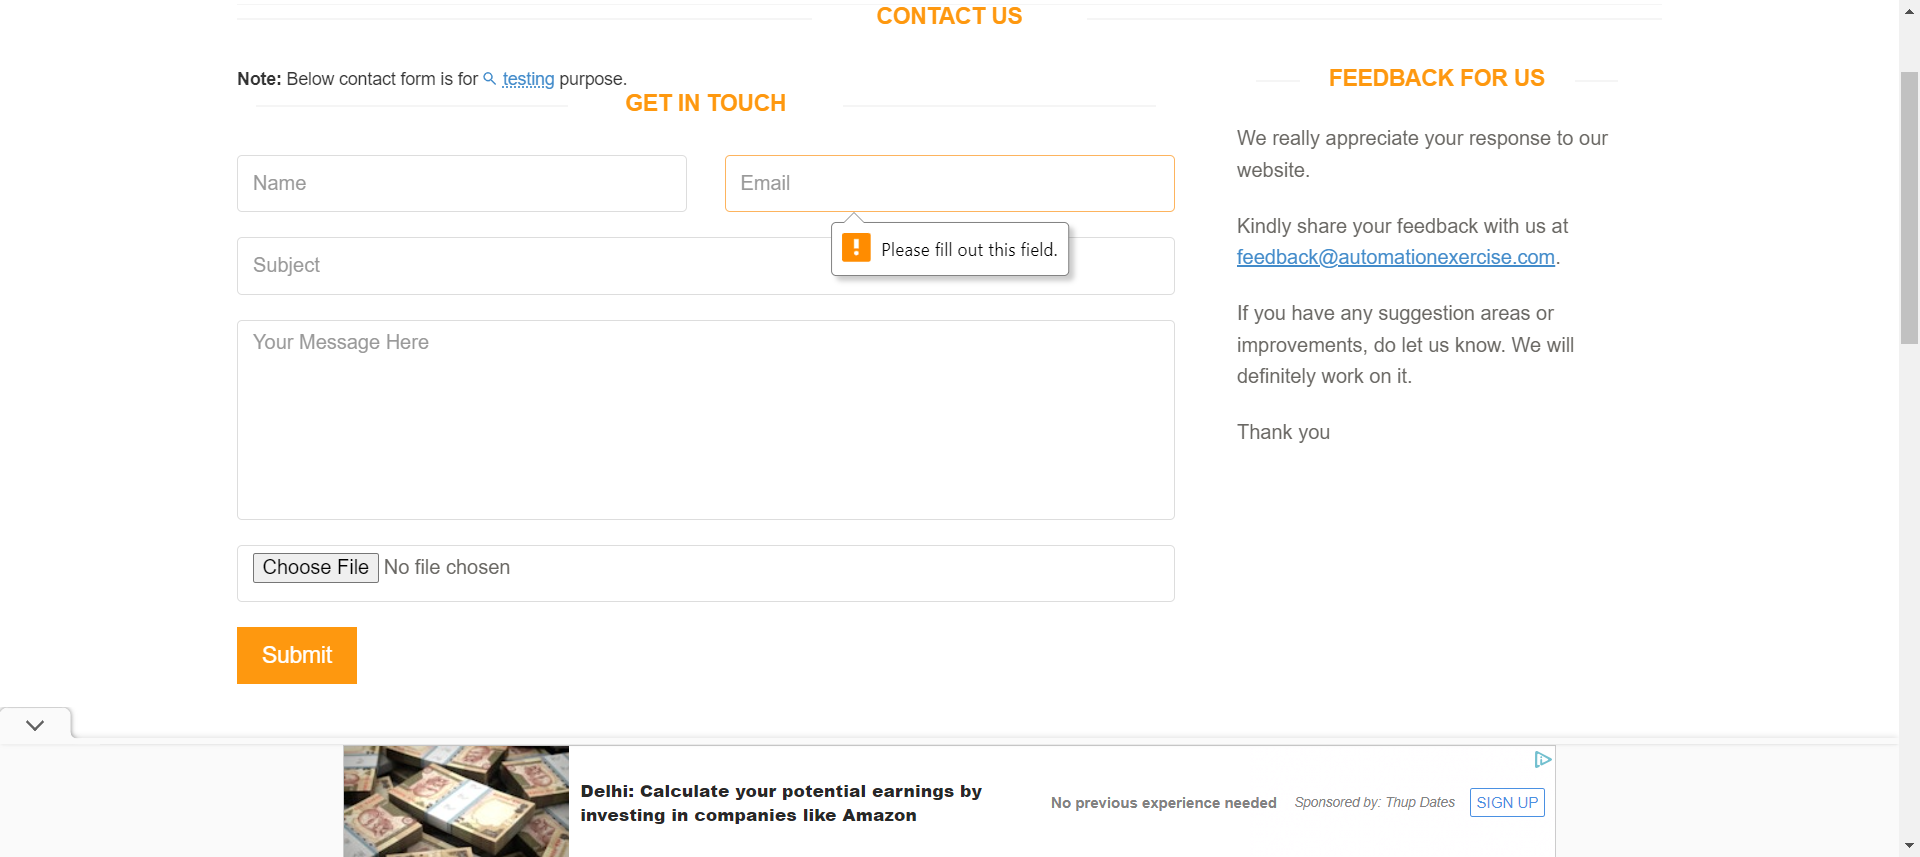 CONTACT US
Note: Below contact form is for testing purpose.
GET IN TOUCH
Name
Email
Please fill out this field.
Subject
Your Message Here
Choose File No file chosen
Submit
FEEDBACK FOR US
We really appreciate your response to our
website.
Kindly share your feedback with us at
feedback@automationexercise.com.
If you have any suggestion areas or
improvements, do let us know. We will
definitely work on it.
Thank you
Delhi: Calculate your potential earnings by
investing in companies like Amazon
No previous experience needed
Sponsored by: Thup Dates
SIGN UP